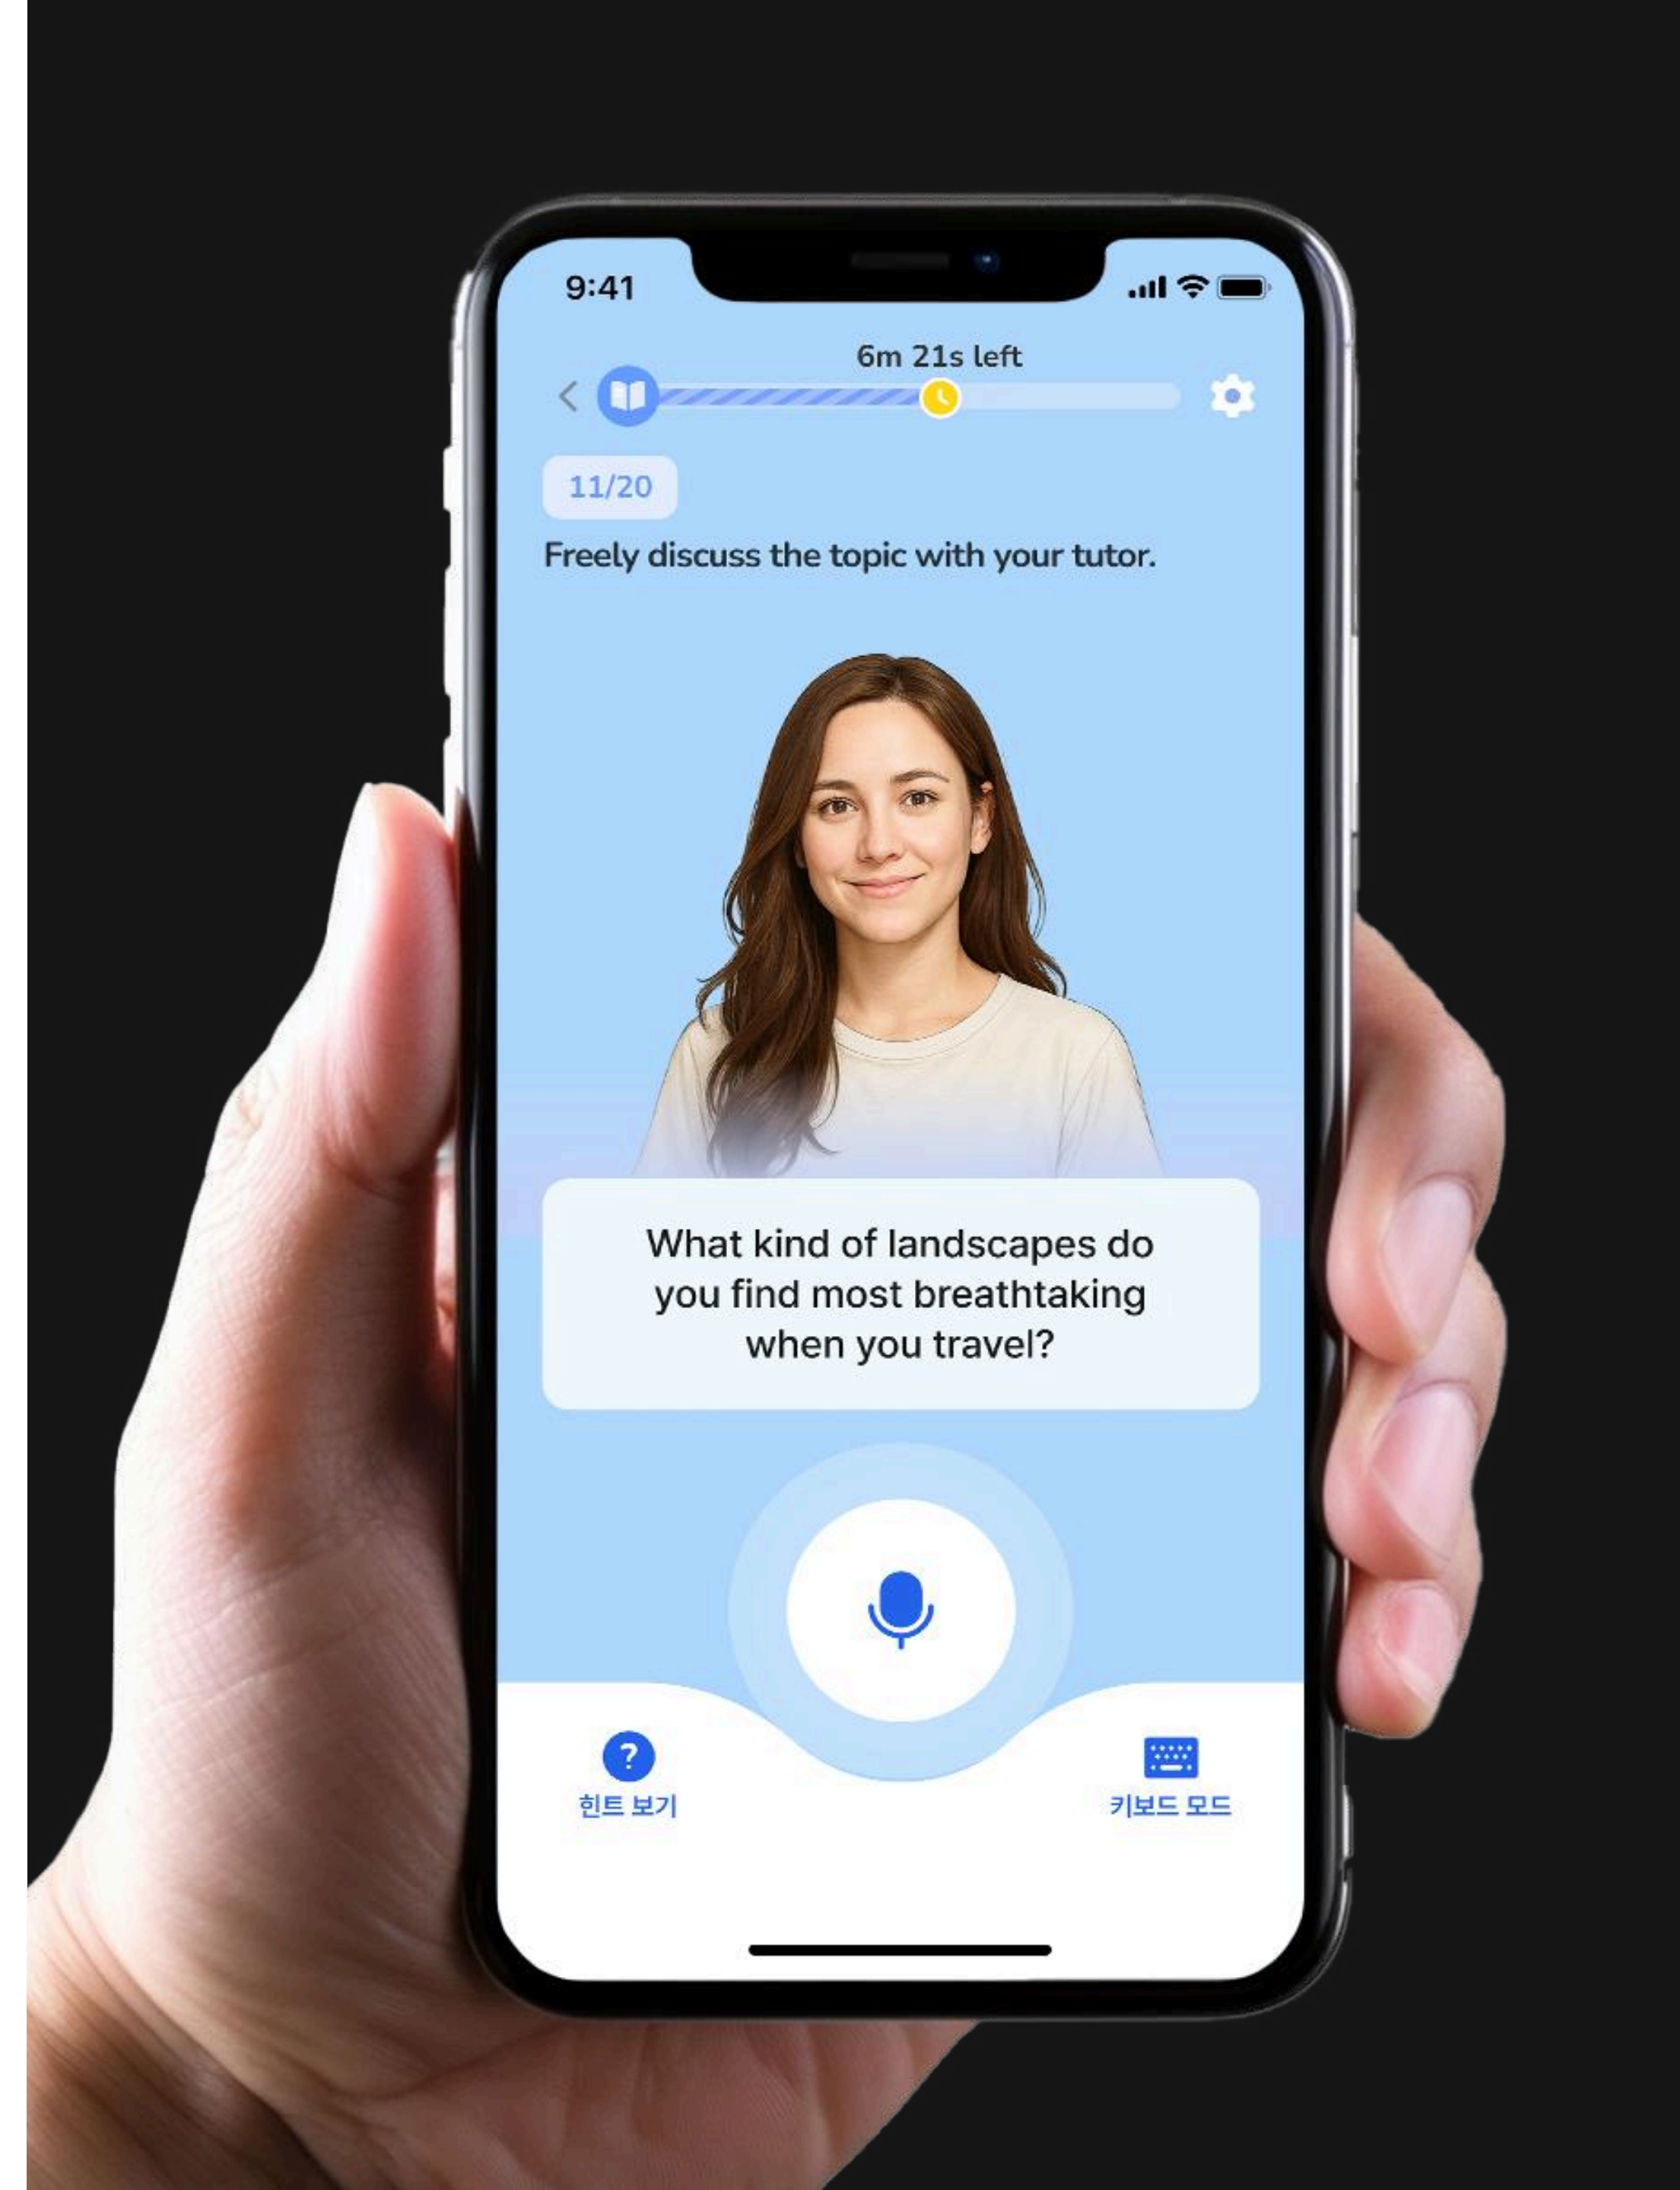 9:41
6m 21s left
11/20
Freely discuss the topic with your tutor.
What kind of landscapes do
you find most breathtaking
when you travel?
?
힌트 보기
키보드 모드